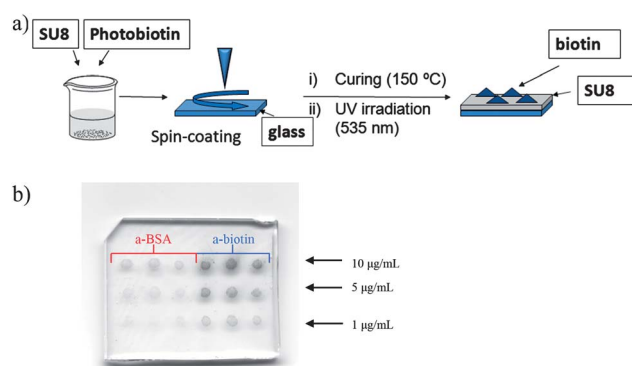 a)
SU8 Photobiotin
Spin-coating
glass
i) Curing (150 ºC)
ii) UV irradiation
(535 nm)
biotin
SU8
b)
a-BSA a-biotin
10 µg/mL
5 µg/mL
1 µg/mL